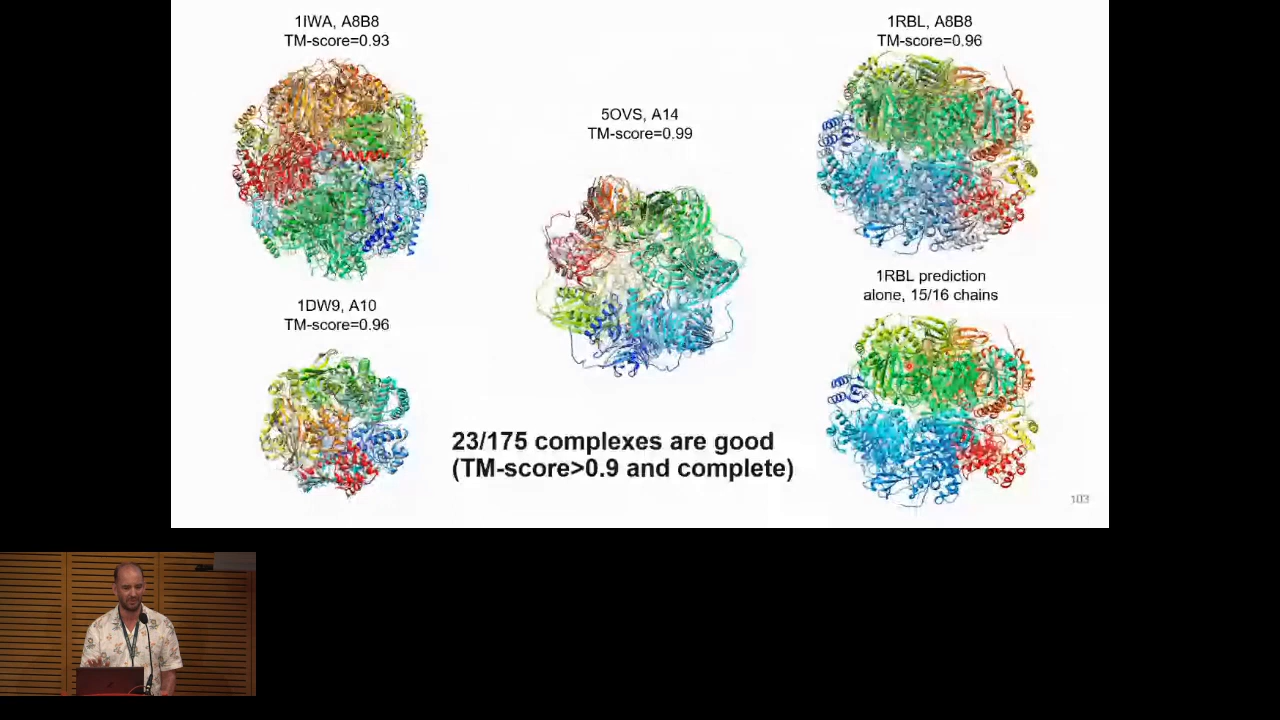 1IWA, A8B8
TM-score=0.93
1RBL, A8B8
TM-score=0.96
5OVS, A14
TM-score=0.99
1RBL prediction
alone, 15/16 chains
1DW9, A10
TM-score=0.96
23/175 complexes are good
(TM-score>0.9 and complete)
103